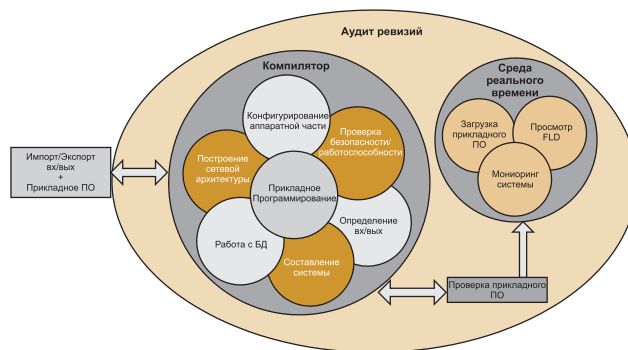 Аудит ревизий
Компилятор
Среда
реального
времени
Конфигурирование
аппаратной части
Проверка
безопасности/
работоспособности
Построение
сетевой
архитектуры
Прикладное
Программирование
Определение
вх/вых
Работа с БД
Составление
системы
Импорт/Экспорт
вх/вых
+
Прикладное ПО
Загрузка
прикладного
ПО
Просмотр
FLD
Мониоринг
системы
Проверка прикладного
ПО